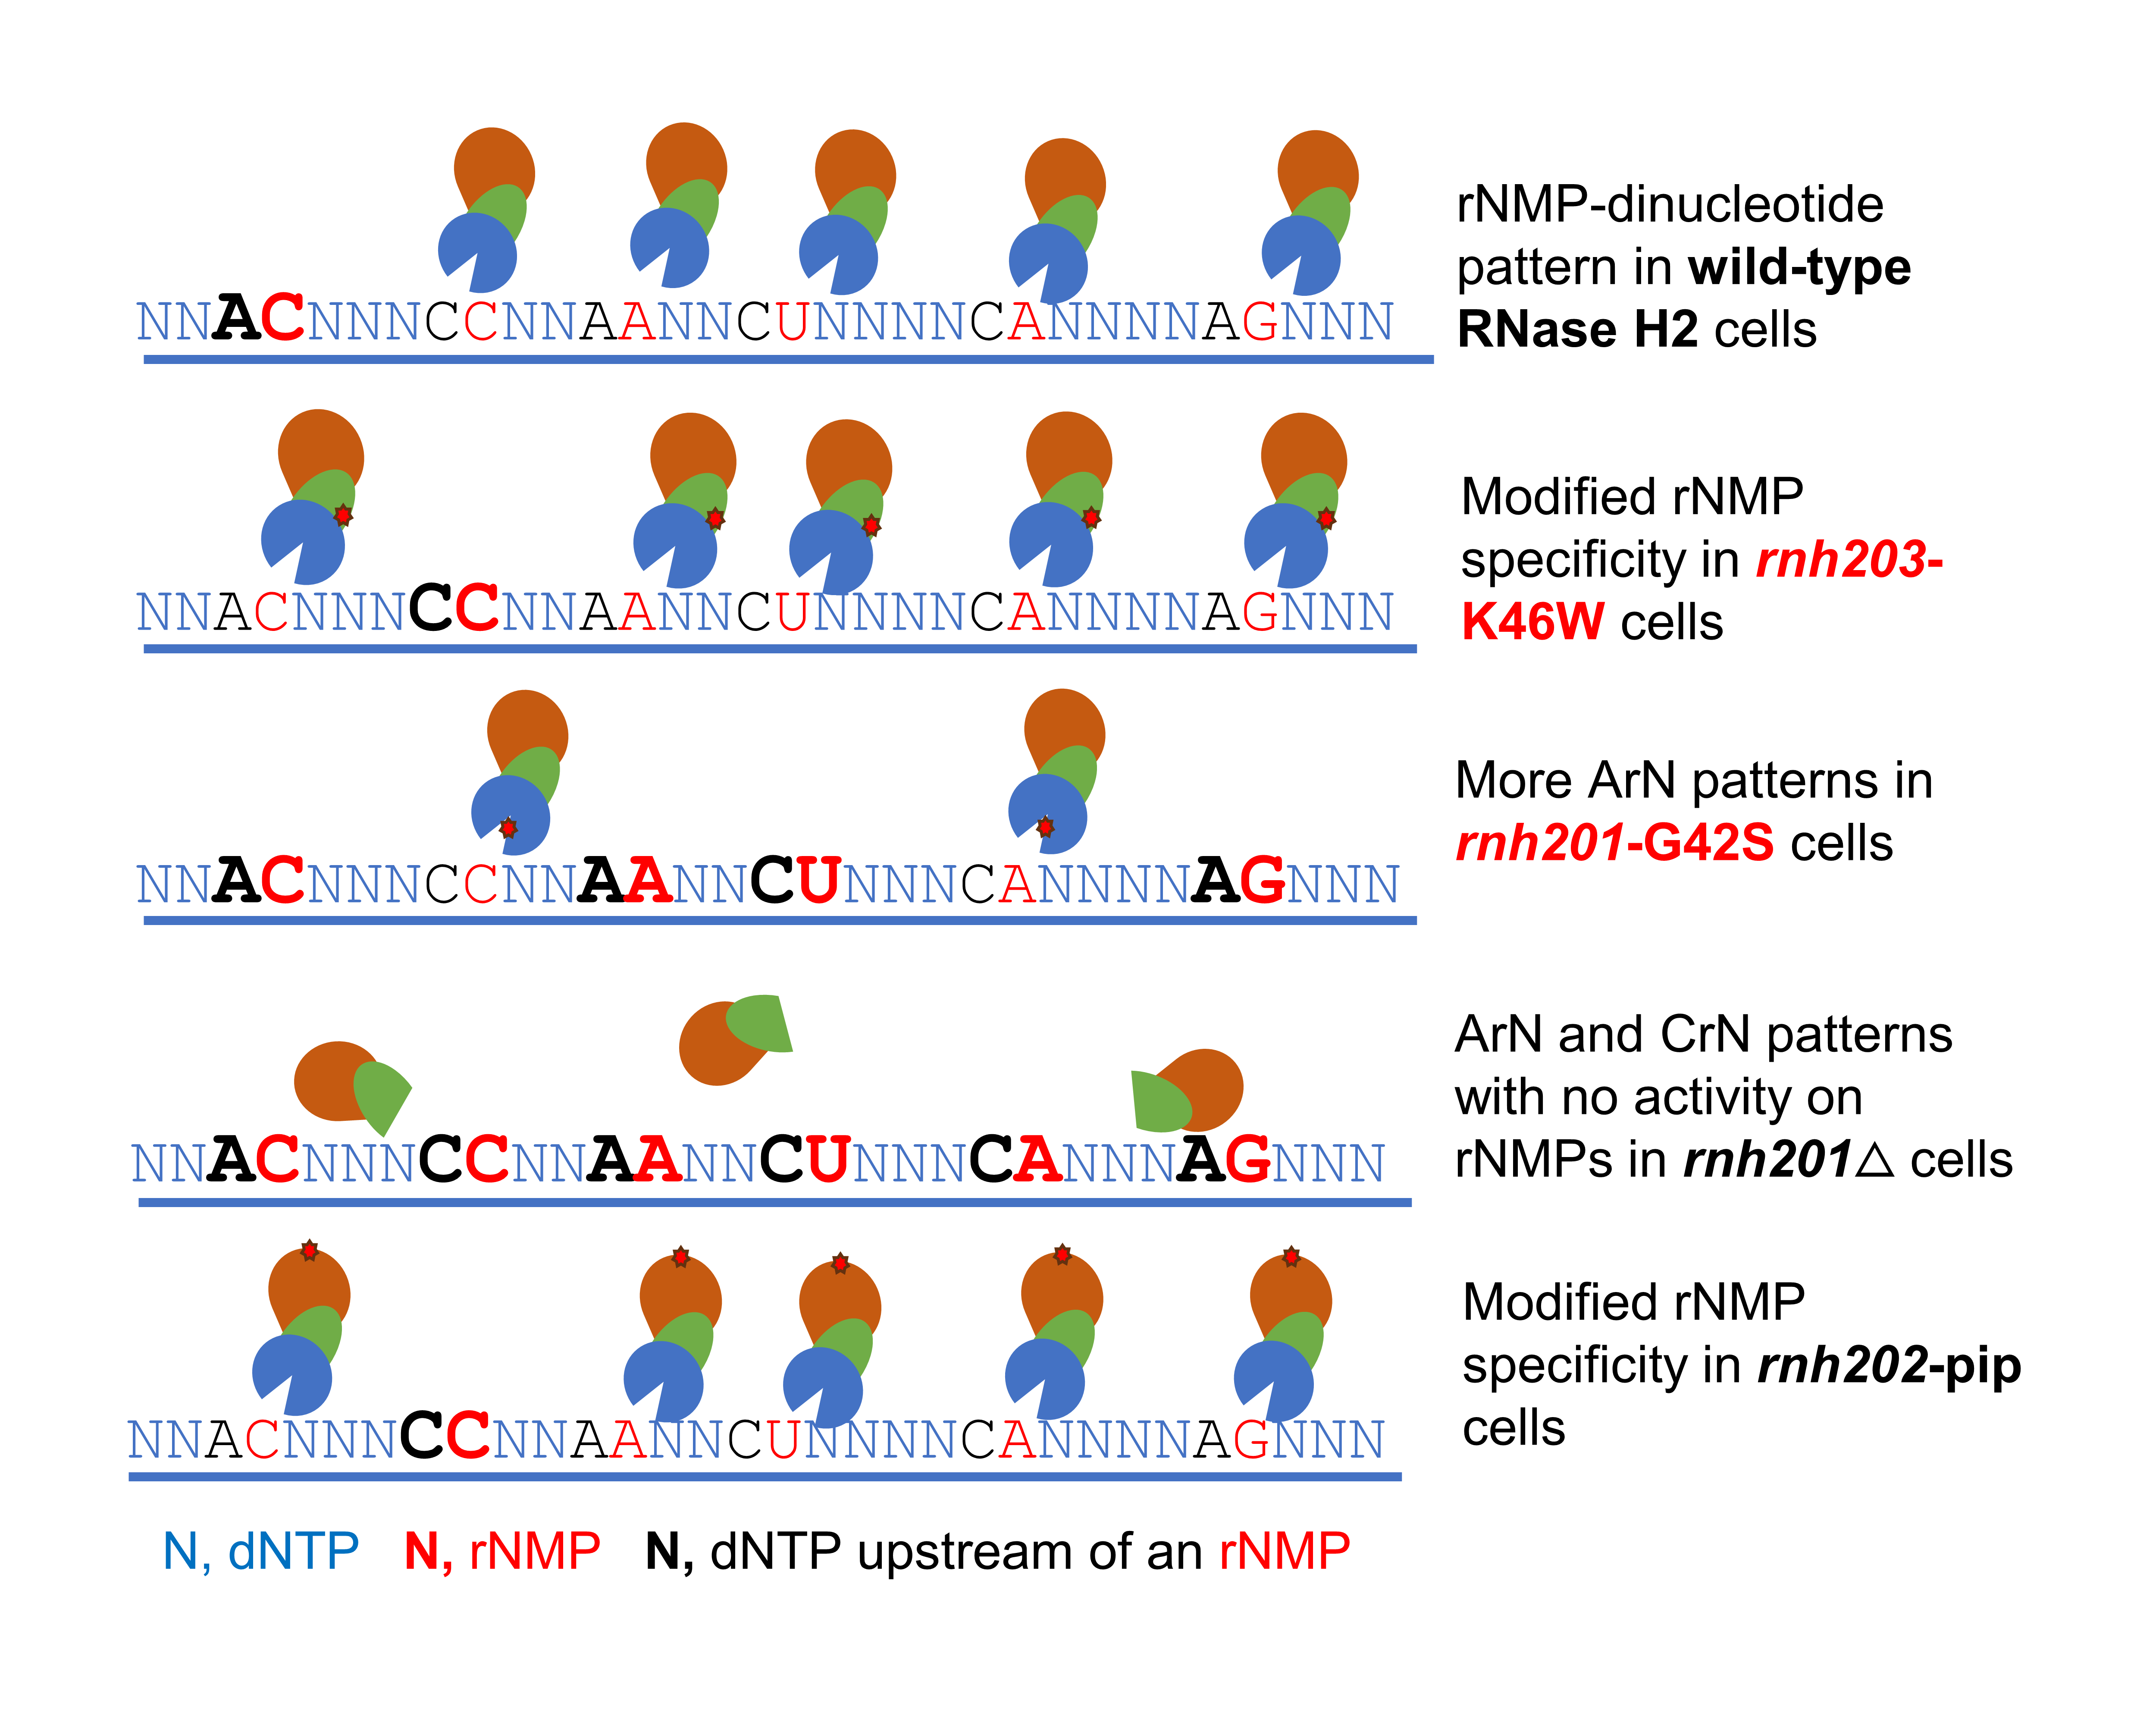 NNACNNNCCNNAANNCUNNNNCANNNNAGNNN
rNMP-dinucleotide
pattern in wild-type
RNase H2 cells
NNACNNNCCNNAANNCUNNNNCANNNNAGNNN
Modified rNMP
specificity in rnh203-
K46W cells
NNACNNNCCNNAANNCUNNNCANNNNAGNNN
More ArN patterns in
rnh201-G42S cells
NNACNNNCCNNAANNCUNNNCANNNAGNNN
ArN and CrN patterns
with no activity on
rNMPs in rnh201△ cells
NNACNNNCCNNAANNCUNNNNCANNNNAGNNN
Modified rNMP
specificity in rnh202-pip
cells
N, dNTP N, rNMP N, dNTP upstream of an rNMP